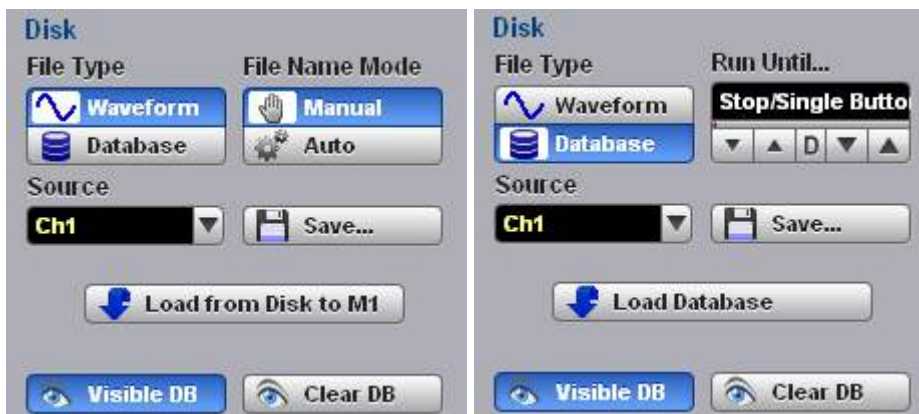 Disk
File Type
File Name Mode
Waveform
Manual
Database
Auto
Source
Ch1
Save...
Load from Disk to M1
Visible DB
Clear DB
Disk
File Type
Run Until...
Waveform
Stop/Single Butto
Database
D
Source
Ch1
Save...
Load Database
Visible DB
Clear DB